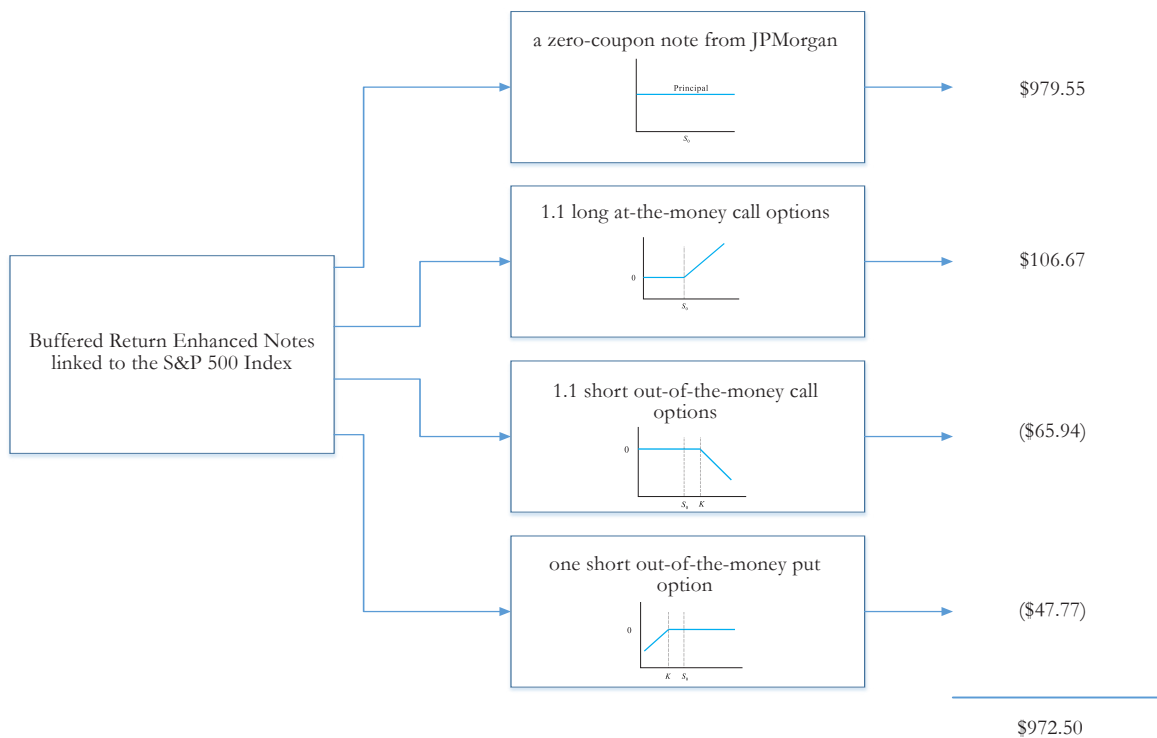 a zero-coupon note from JPMorgan
Principal
S0
$979.55
1.1 long at-the-money call options
0
S0
$106.67
Buffered Return Enhanced Notes
linked to the S&P 500 Index
1.1 short out-of-the-money call
options
0
S0 K
($65.94)
one short out-of-the-money put
option
0
K S0
($47.77)
$972.50